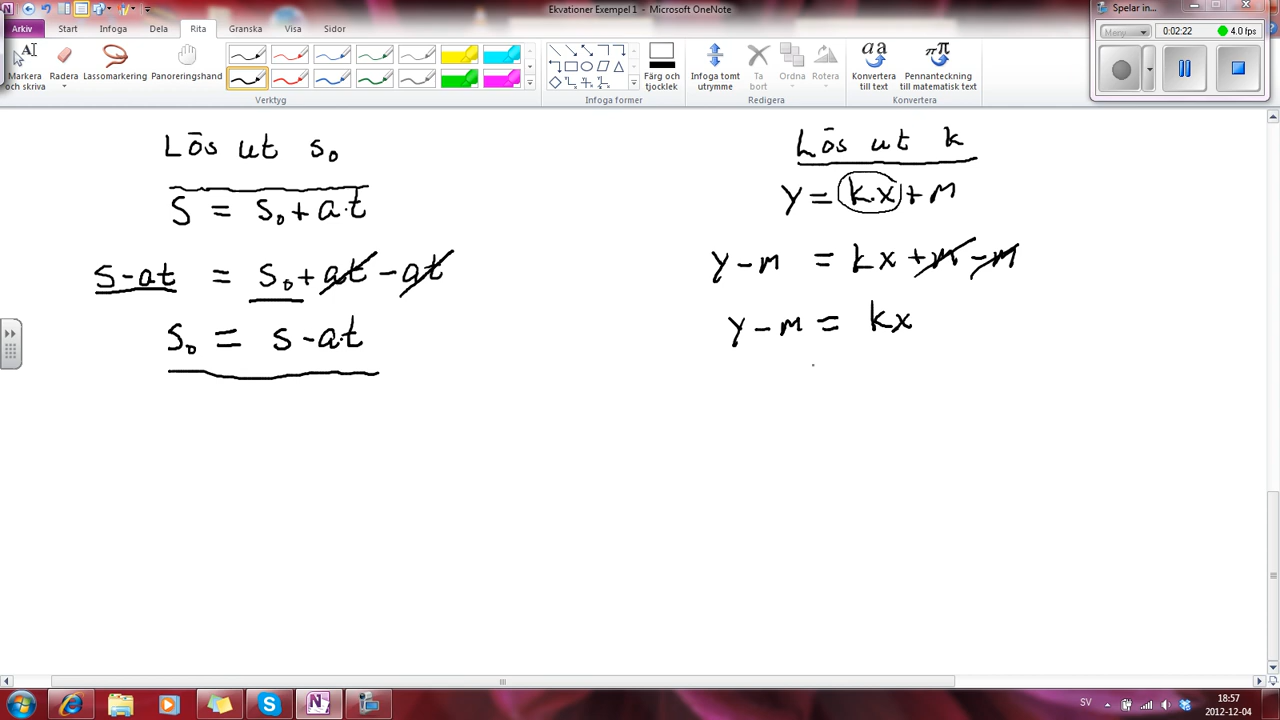 Ekvationer Exempel 1 - Microsoft OneNote
Spelar in...
Arkiv Start Infoga Dela Rita Granska Visa Sidor
Meny 0:02:22 4.0 fps
Markera och skriva
Radera
Lassomarkering
Panoreringshand
Färg och tjocklek
Infoga tomt utrymme
Ta bort
Ordna
Rotera
Konvertera till text
Pennanteckning till matematisk text
Verktyg
Infoga former
Redigera
Konvertera
Lös ut s₀
S = s₀ + a·t
s-at = s₀ + at - at
s₀ = s - a·t
Lös ut k
y = k·x + m
y - m = kx + m - m
y - m = kx
SV
18:57
2012-12-04